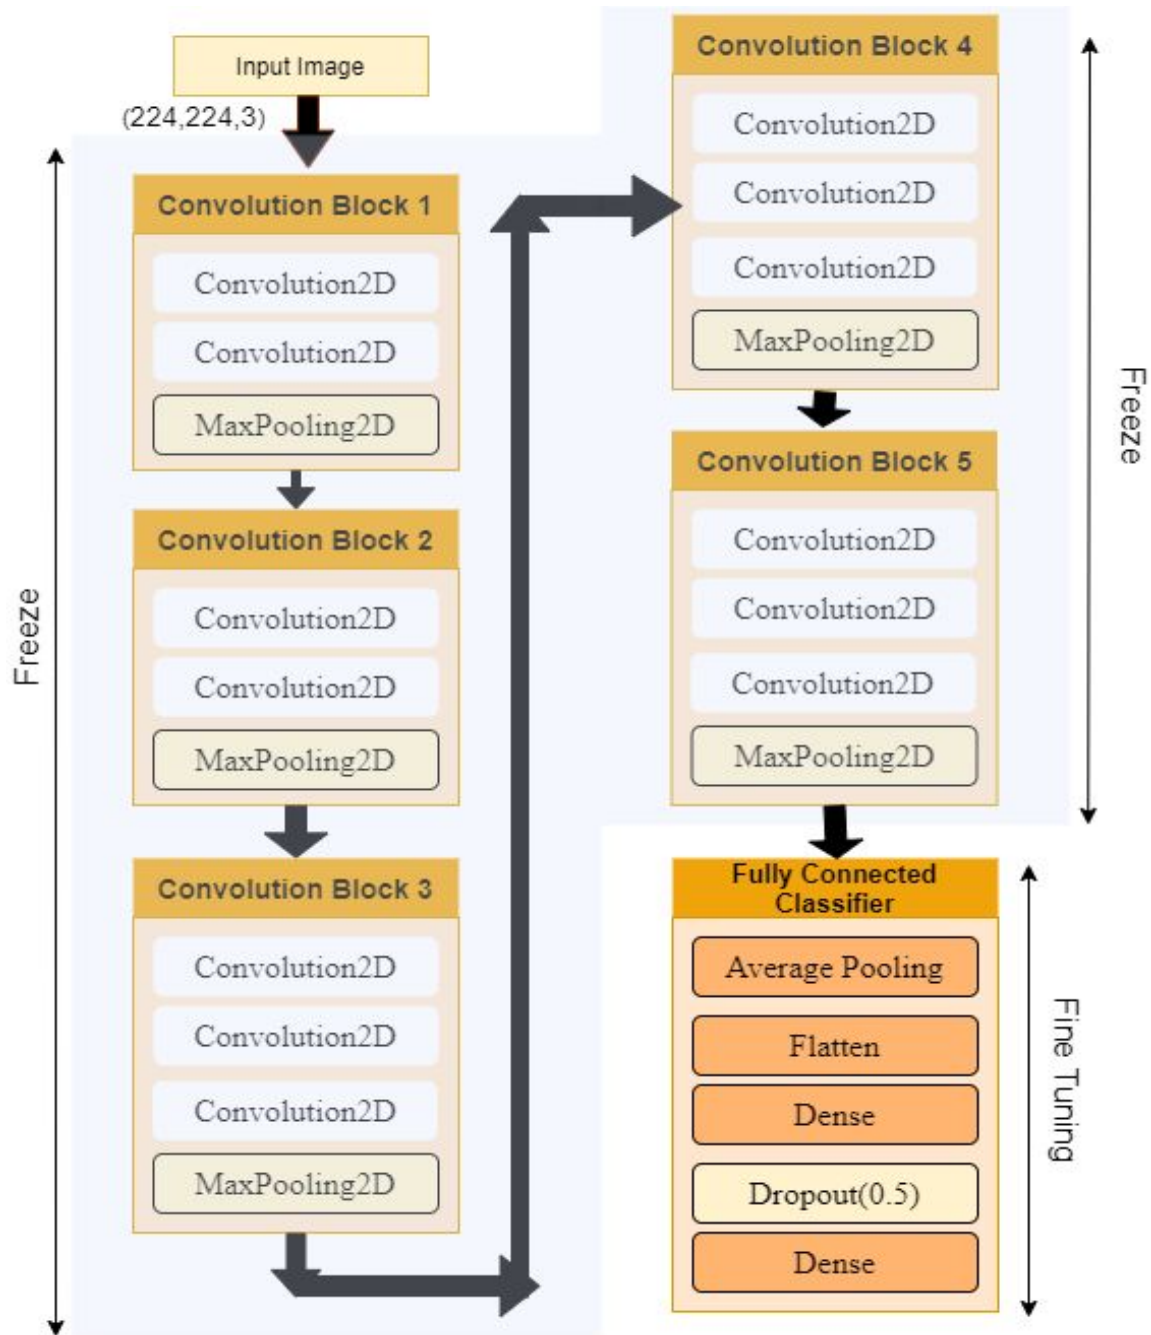 Input Image
(224,224,3)
Freeze
Convolution Block 1
Convolution2D
Convolution2D
MaxPooling2D
Convolution Block 2
Convolution2D
Convolution2D
MaxPooling2D
Convolution Block 3
Convolution2D
Convolution2D
Convolution2D
MaxPooling2D
Convolution Block 4
Convolution2D
Convolution2D
Convolution2D
MaxPooling2D
Freeze
Convolution Block 5
Convolution2D
Convolution2D
Convolution2D
MaxPooling2D
Fully Connected
Classifier
Average Pooling
Flatten
Dense
Dropout(0.5)
Dense
Fine Tuning